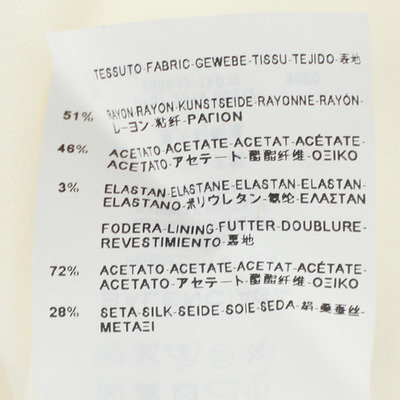 TESSUTO-FABRIC-GEWEBE-TISSU-TEJIDO-表地
51% RAYON-RAYON-KUNSTSEIDE-RAYONNE-RAYÓN-
レーヨン-粘纤-ΡΑΓΙΟΝ
46% ACETATO-ACETATE-ACETAT-ACÉTATE-
ACETATO-アセテート-醋酯纤维-ΟΞΙΚΟ
3% ELASTAN-ELASTANE-ELASTAN-ELASTAN-
ELASTANO-ポリウレタン-氨纶-ΕΛΑΣΤΑΝ
FODERA-LINING-FUTTER-DOUBLURE-
REVESTIMIENTO-裏地
72% ACETATO-ACETATE-ACETAT-ACÉTATE-
ACETATO-アセテート-醋酯纤维-ΟΞΙΚΟ
28% SETA-SILK-SEIDE-SOIE-SEDA-絹-桑蚕丝-
ΜΕΤΑΞΙ